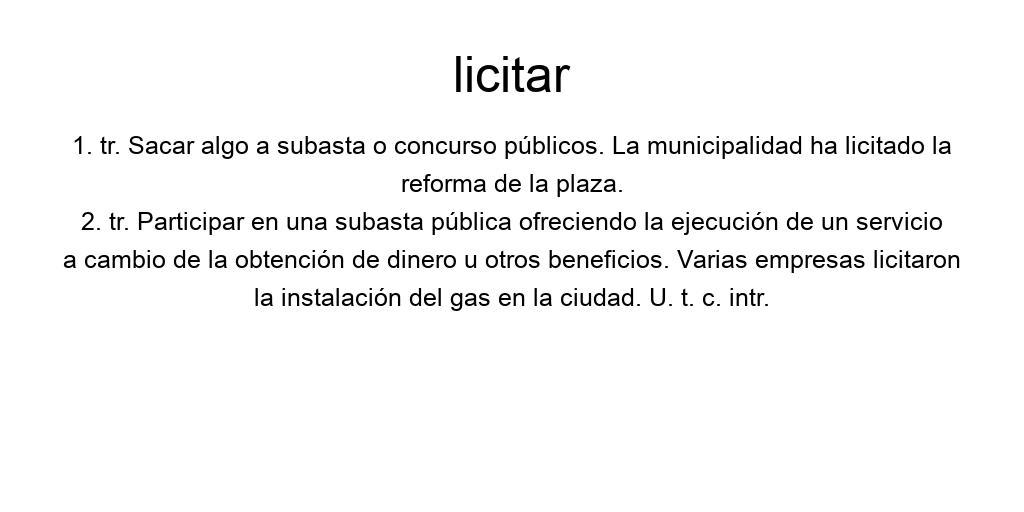 licitar
1. tr. Sacar algo a subasta o concurso públicos. La municipalidad ha licitado la
reforma de la plaza.
2. tr. Participar en una subasta pública ofreciendo la ejecución de un servicio
a cambio de la obtención de dinero u otros beneficios. Varias empresas licitaron
la instalación del gas en la ciudad. U. t. c. intr.